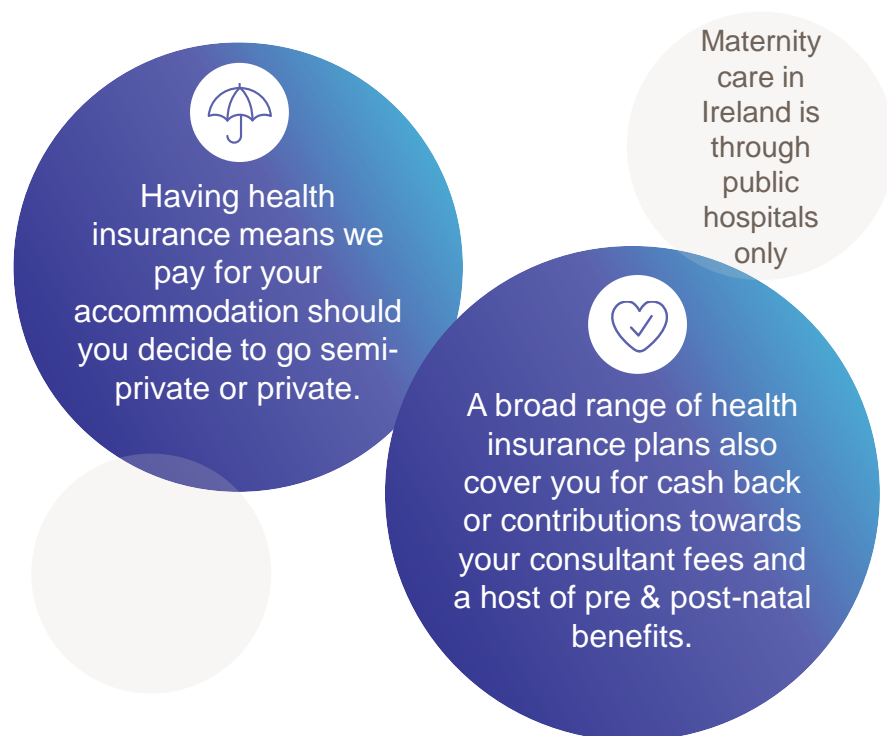 Maternity
care in
Ireland is
through
public
hospitals
only
Having health
insurance means we
pay for your
accommodation should
you decide to go semi-
private or private.
A broad range of health
insurance plans also
cover you for cash back
or contributions towards
your consultant fees and
a host of pre & post-natal
benefits.